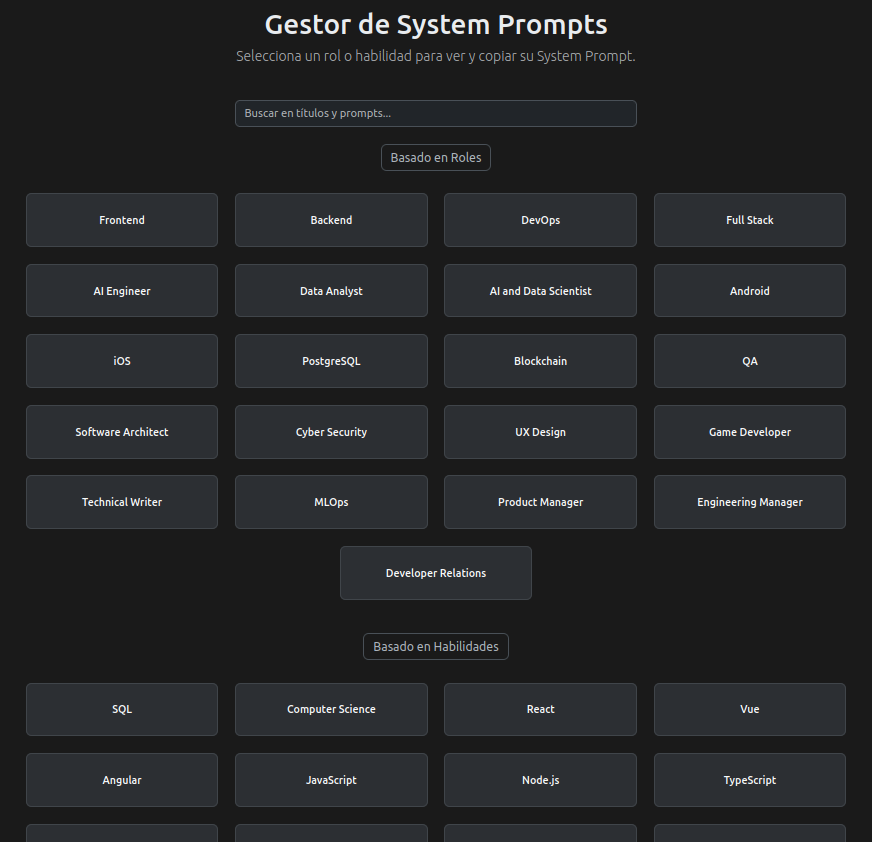 Gestor de System Prompts
Selecciona un rol o habilidad para ver y copiar su System Prompt.
Buscar en títulos y prompts...
Basado en Roles
Frontend
Backend
DevOps
Full Stack
AI Engineer
Data Analyst
AI and Data Scientist
Android
iOS
PostgreSQL
Blockchain
QA
Software Architect
Cyber Security
UX Design
Game Developer
Technical Writer
MLOps
Product Manager
Engineering Manager
Developer Relations
Basado en Habilidades
SQL
Computer Science
React
Vue
Angular
JavaScript
Node.js
TypeScript